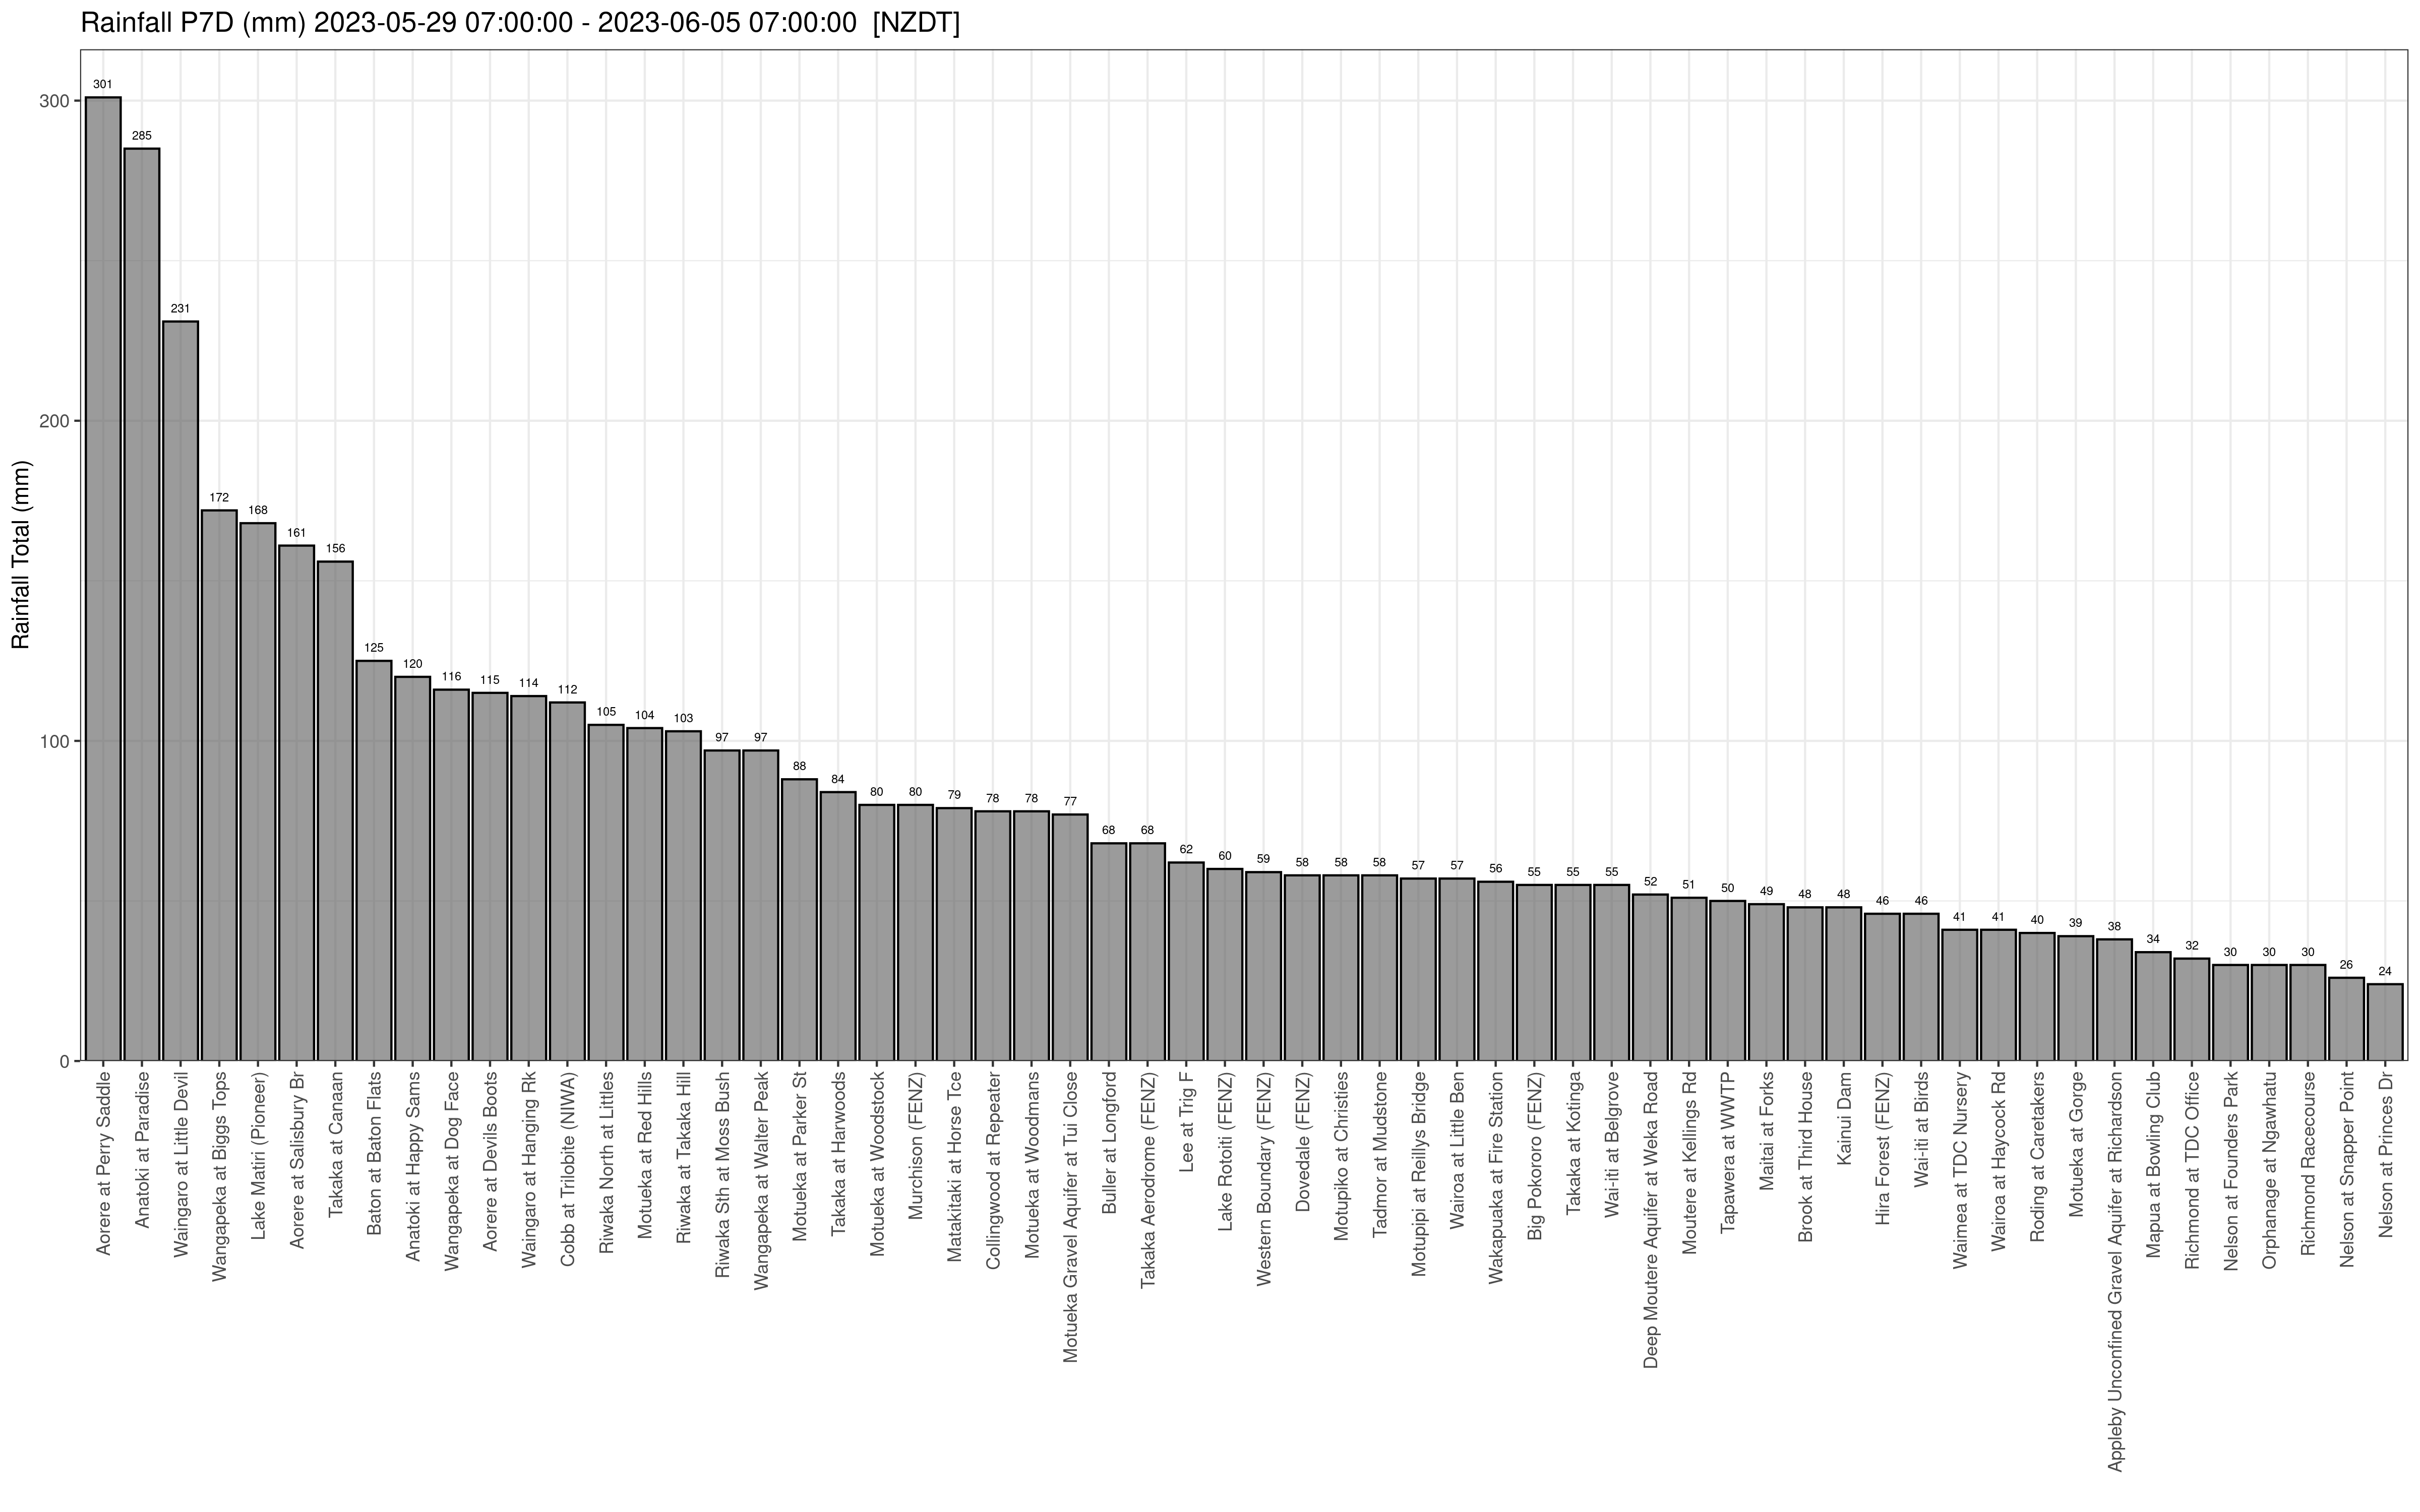 Rainfall P7D (mm) 2023-05-29 07:00:00 - 2023-06-05 07:00:00 [NZDT]
Rainfall Total (mm)
300
200
100
0
301
285
231
172
168
161
156
125
120
116
115
114
112
105
104
103
97
97
88
84
80
80
79
78
78
77
68
68
62
60
59
58
58
58
57
57
56
55
55
55
52
51
50
49
48
48
46
46
41
41
40
39
38
34
32
30
30
30
26
24
Aorere at Perry Saddle
Anatoki at Paradise
Waingaro at Little Devil
Wangapeka at Biggs Tops
Lake Matiri (Pioneer)
Aorere at Salisbury Br
Takaka at Canaan
Baton at Baton Flats
Anatoki at Happy Sams
Wangapeka at Dog Face
Aorere at Devils Boots
Waingaro at Hanging Rk
Cobb at Trilobite (NIWA)
Riwaka North at Littles
Motueka at Red Hills
Riwaka at Takaka Hill
Riwaka Sth at Moss Bush
Wangapeka at Walter Peak
Motueka at Parker St
Takaka at Harwoods
Motueka at Woodstock
Murchison (FENZ)
Matakitaki at Horse Tce
Collingwood at Repeater
Motueka at Woodmans
Motueka Gravel Aquifer at Tui Close
Buller at Longford
Takaka Aerodrome (FENZ)
Lee at Trig F
Lake Rotoiti (FENZ)
Western Boundary (FENZ)
Dovedale (FENZ)
Motupiko at Christies
Tadmor at Mudstone
Motupipi at Reillys Bridge
Wairoa at Little Ben
Wakapuaka at Fire Station
Big Pokororo (FENZ)
Takaka at Kotinga
Wai-iti at Belgrove
Deep Moutere Aquifer at Weka Road
Moutere at Kellings Rd
Tapawera at WWTP
Maitai at Forks
Brook at Third House
Kainui Dam
Hira Forest (FENZ)
Wai-iti at Birds
Waimea at TDC Nursery
Wairoa at Haycock Rd
Roding at Caretakers
Motueka at Gorge
Appleby Unconfined Gravel Aquifer at Richardson
Mapua at Bowling Club
Richmond at TDC Office
Nelson at Founders Park
Orphanage at Ngawhatu
Richmond Racecourse
Nelson at Snapper Point
Nelson at Princes Dr